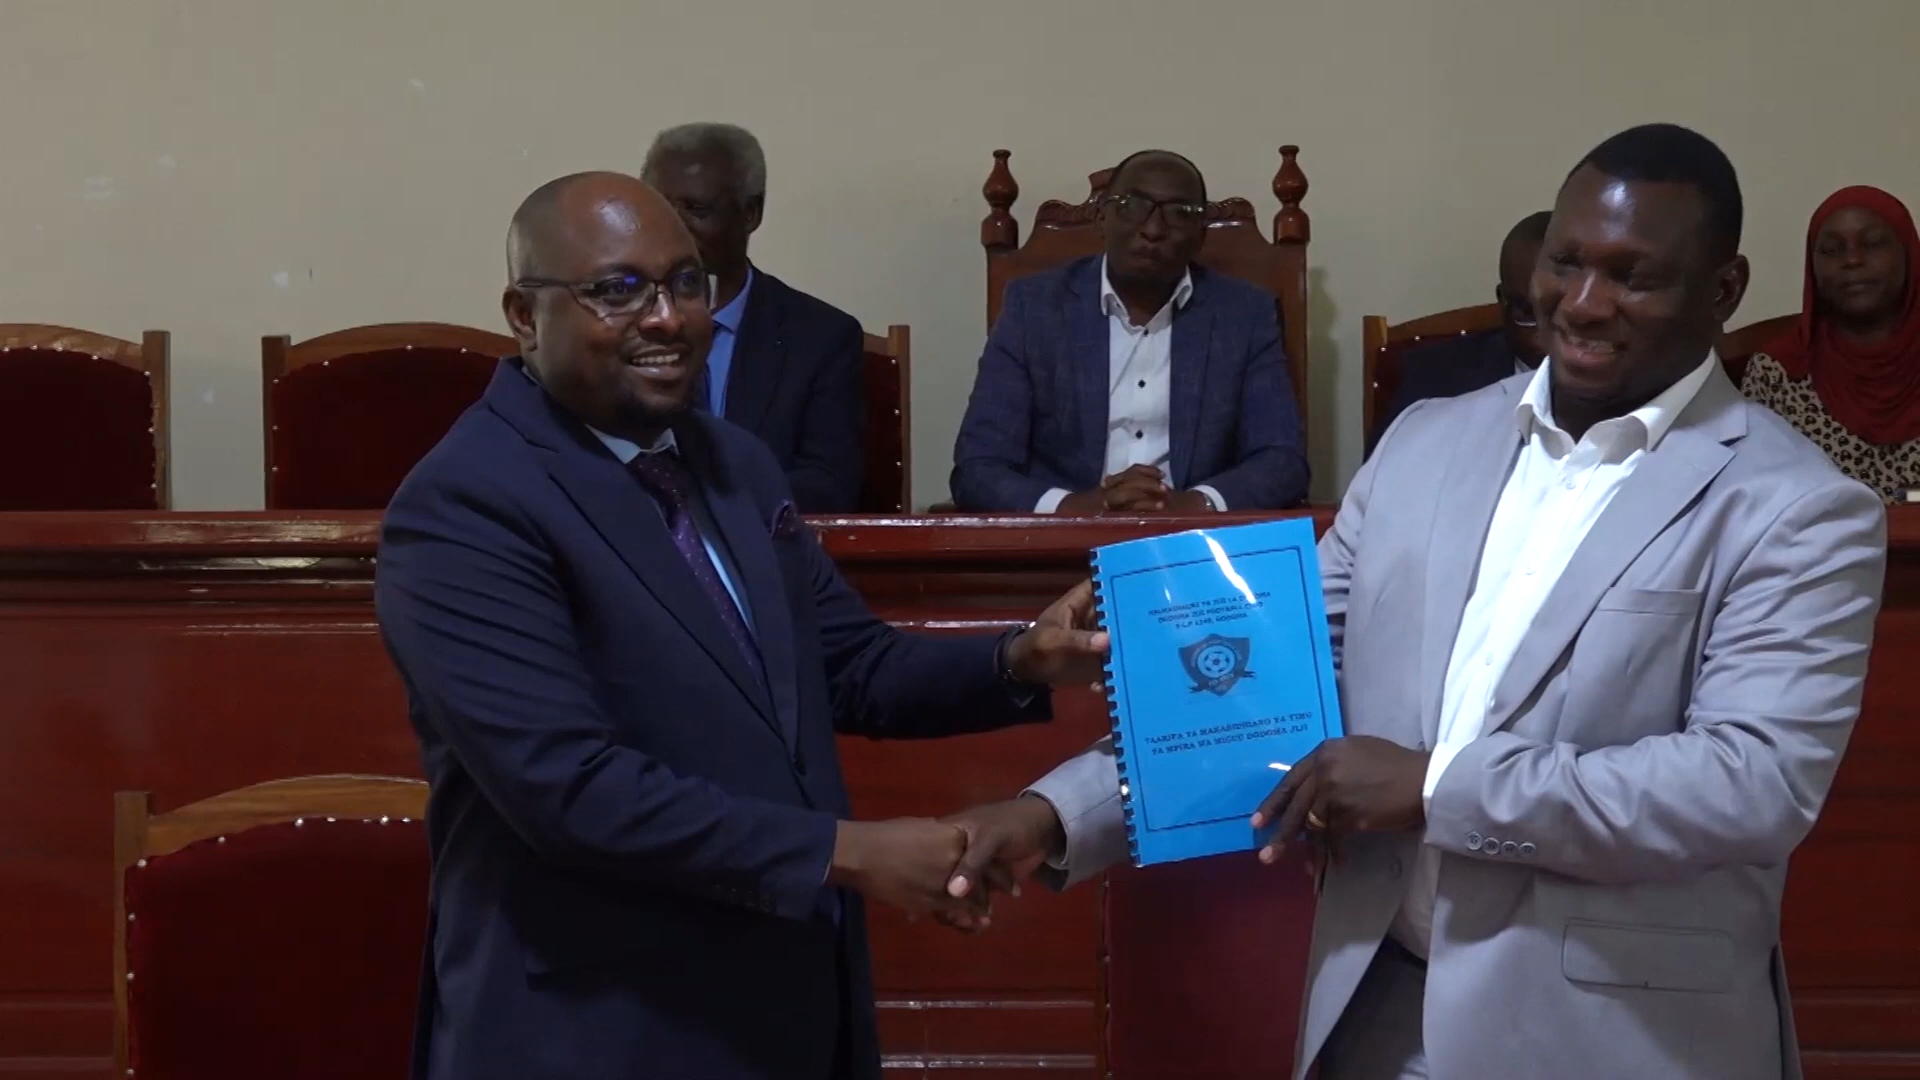 HALMASHAURI YA JIJI LA DODOMA
DODOMA JIJI FOOTBALL CLUB
S.L.P 1249, DODOMA
TAARIFA YA MAKABIDHIANO YA TIMU
YA MPIRA WA MIGUU DODOMA JIJI